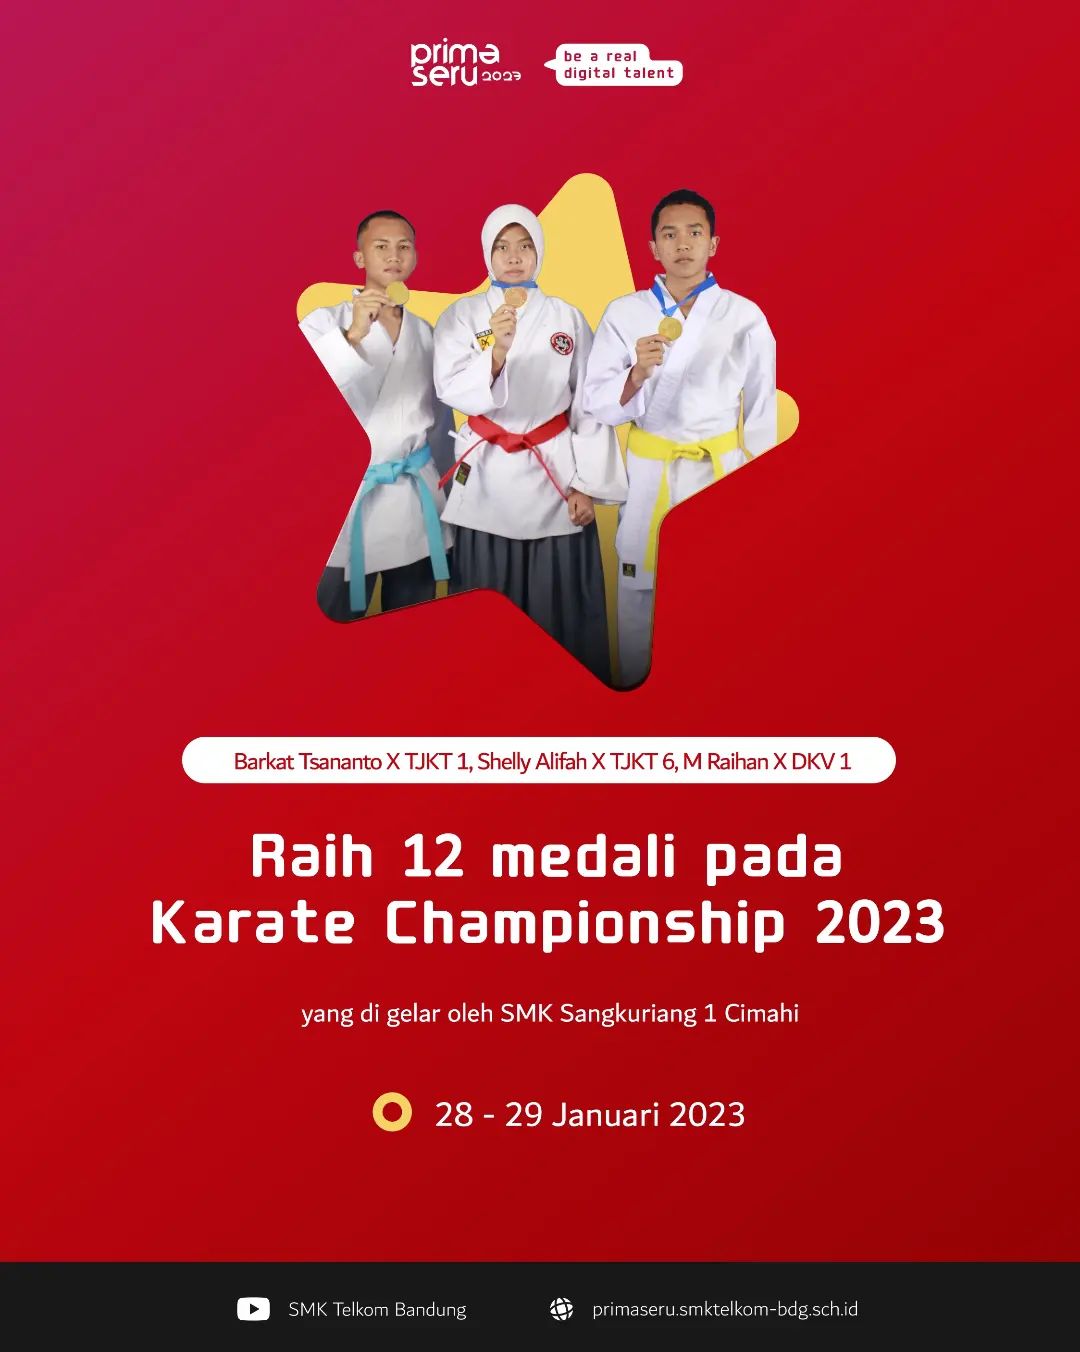 prima
seru 2023
be a real
digital talent
Barkat Tsananto X TJKT 1, Shelly Alifah X TJKT 6, M Raihan X DKV 1
Raih 12 medali pada
Karate Championship 2023
yang di gelar oleh SMK Sangkuriang 1 Cimahi
28 - 29 Januari 2023
SMK Telkom Bandung
primaseru.smktelkom-bdg.sch.id